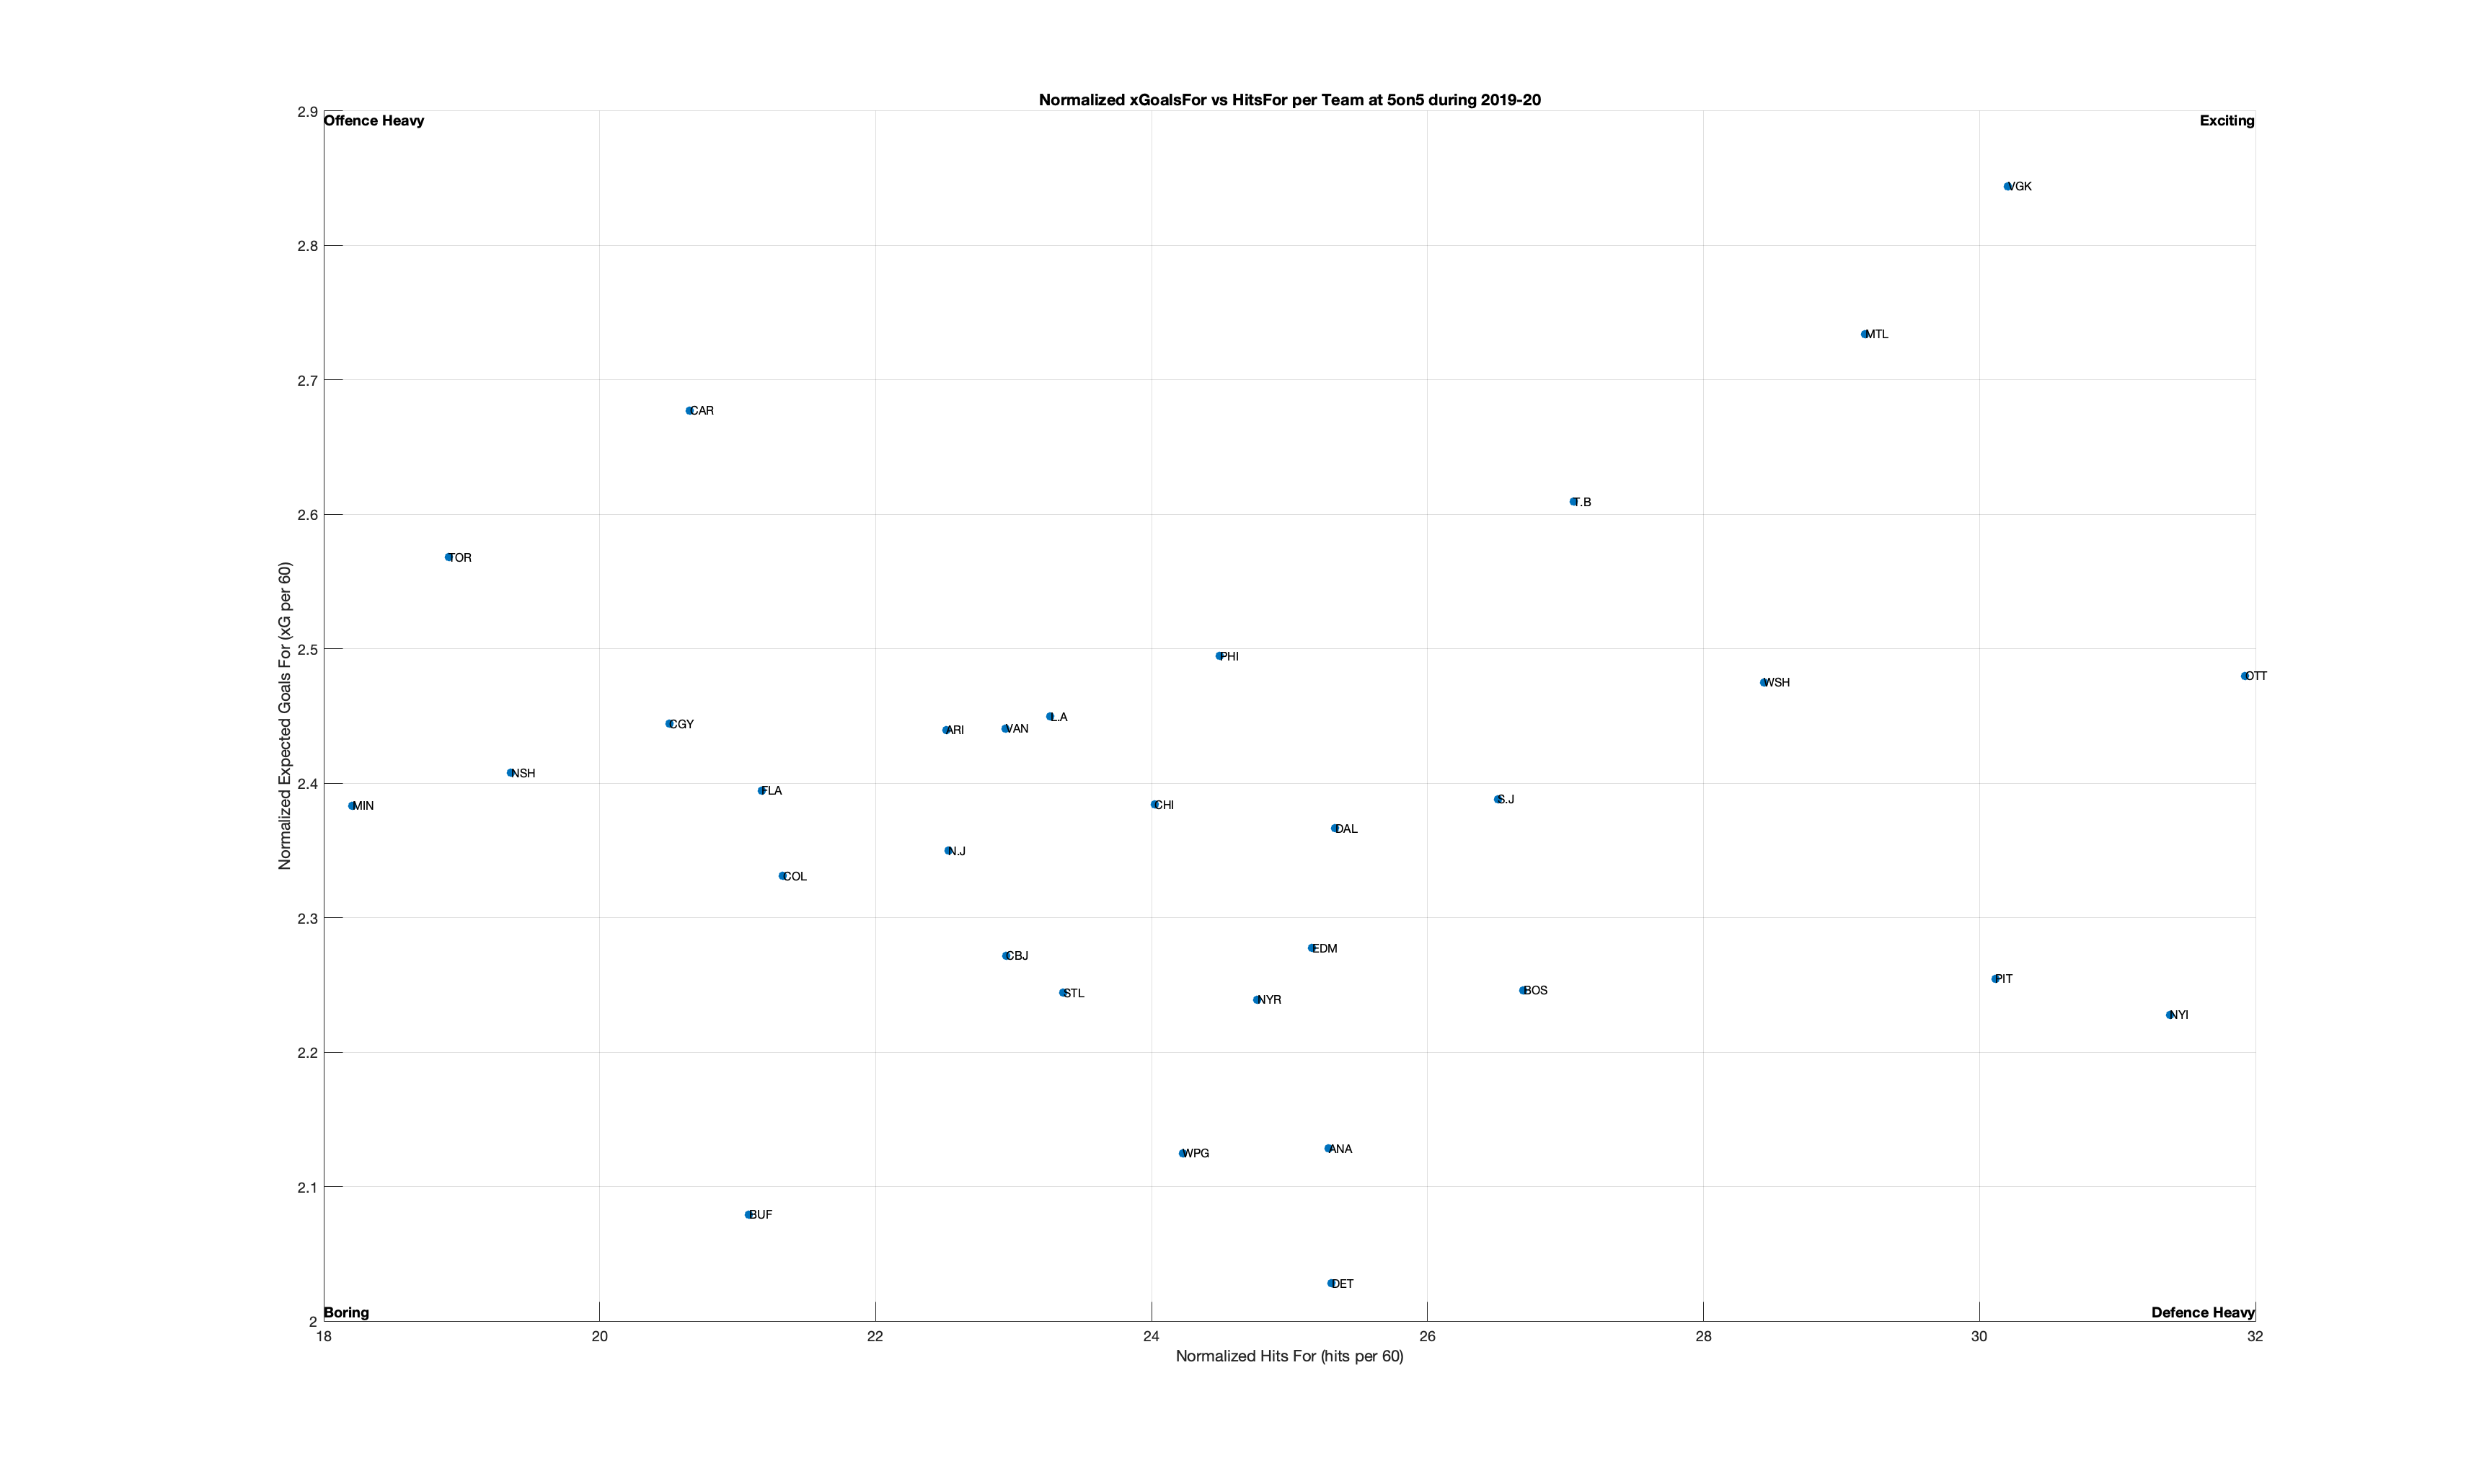 Normalized xGoalsFor vs HitsFor per Team at 5on5 during 2019-20
2.9
Offence Heavy
Exciting
VGK
2.8
MTL
2.7
CAR
2.6
T.B
TOR
2.5
PHI
OTT
WSH
L.A
CGY
VAN
ARI
2.4
NSH
FLA
S.J
CHI
MIN
DAL
N.J
COL
2.3
EDM
CBJ
PIT
BOS
STL
NYR
NYI
2.2
ANA
WPG
2.1
BUF
DET
Boring
Defence Heavy
2
18
20
22
24
26
28
30
32
Normalized Hits For (hits per 60)
Normalized Expected Goals For (xG per 60)